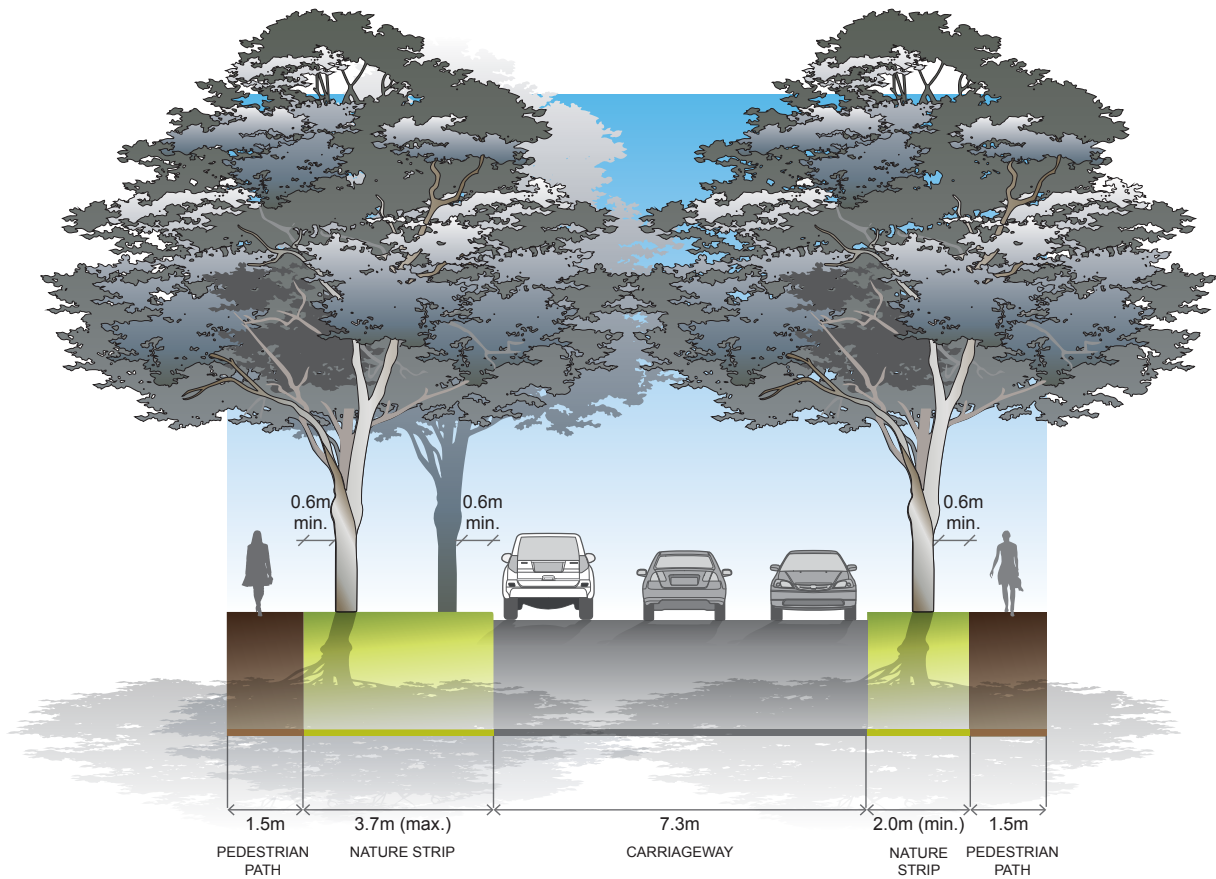 0.6m
min.
0.6m
min.
0.6m
min.
1.5m
3.7m (max.)
7.3m
2.0m (min.)
1.5m
PEDESTRIAN
PATH
NATURE STRIP
CARRIAGEWAY
NATURE
STRIP
PEDESTRIAN
PATH